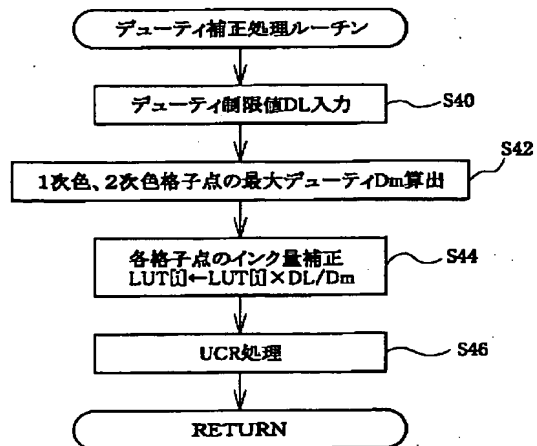 デューティ補正処理ルーチン
デューティ制限値DL入力
S40
S42
1次色、2次色格子点の最大デューティDm算出
各格子点のインク量補正
LUT[i]←LUT[i]×DL/Dm
S44
UCR処理
S46
RETURN